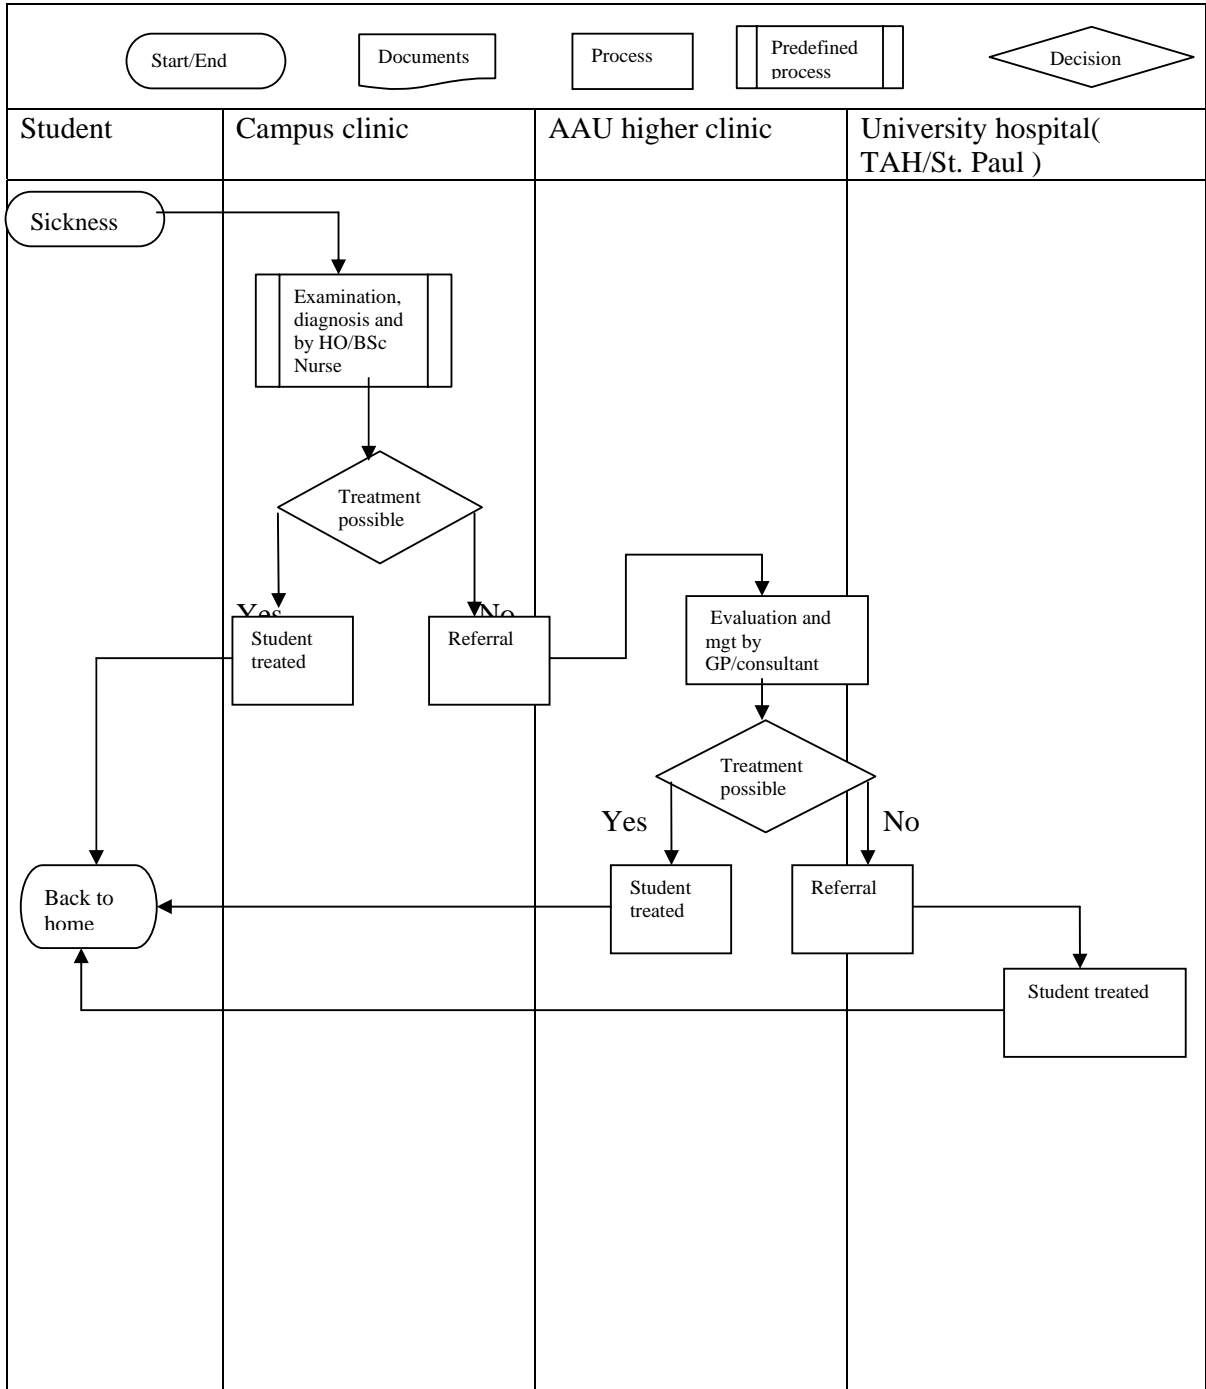 Start/End
Documents
Process
Predefined
process
Decision
Student
Campus clinic
AAU higher clinic
University hospital(
TAH/St. Paul )
Sickness
Examination,
diagnosis and
by HO/BSc
Nurse
Treatment
possible
Yes
No
Student
treated
Referral
Evaluation and
mgt by
GP/consultant
Treatment
possible
Yes
No
Back to
home
Student
treated
Referral
Student treated